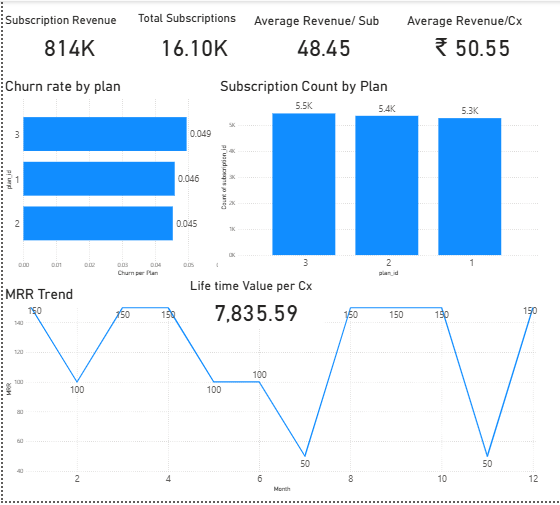 Subscription Revenue
814K
Total Subscriptions
16.10K
Average Revenue/ Sub
48.45
Average Revenue/Cx
₹ 50.55
Churn rate by plan
plan_id
3
0.049
1
0.046
2
0.045
0.00 0.01 0.02 0.03 0.04 0.05
Churn per Plan
Subscription Count by Plan
Count of subscription_id
5K
4K
3K
2K
1K
0K
5.5K
5.4K
5.3K
3 2 1
plan_id
MRR Trend
Life time Value per Cx
7,835.59
MRR
140
120
100
80
60
40
150 100 150 150 100 100 50 150 150 150 50 150
2 4 6 8 10 12
Month